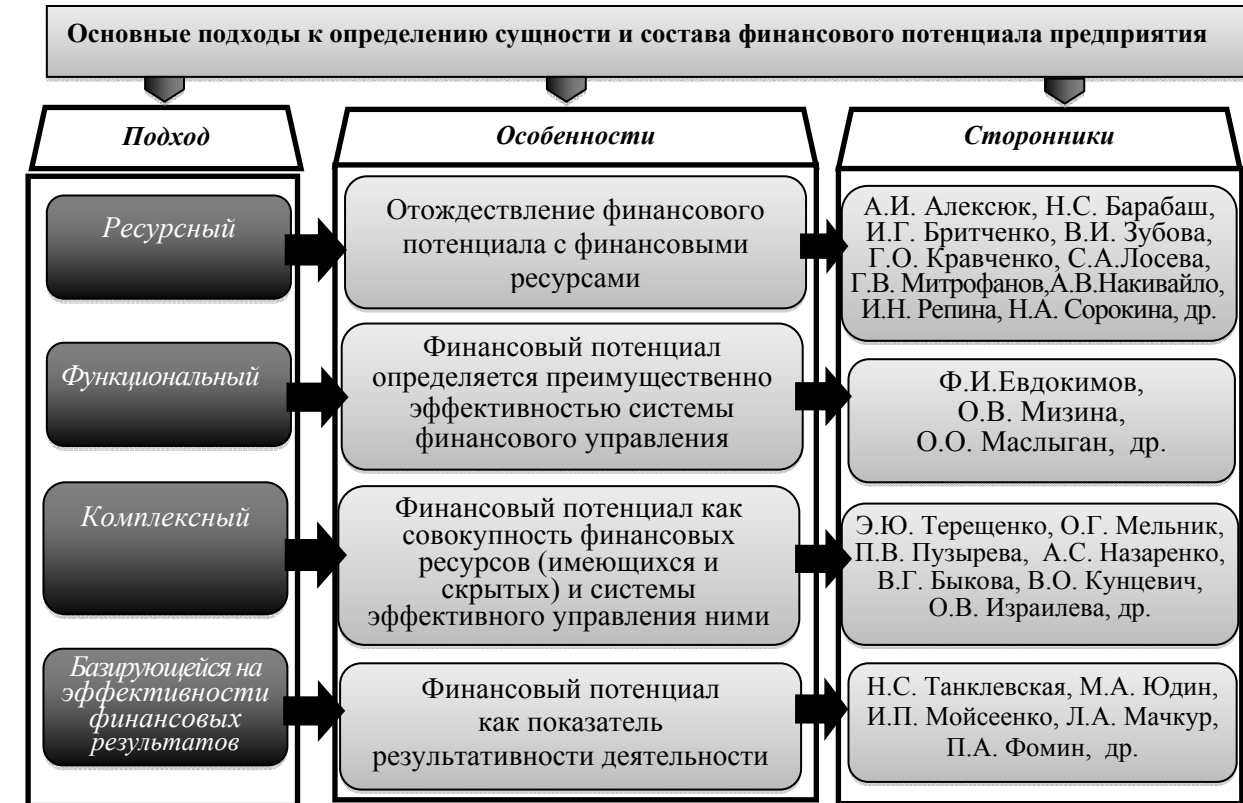 Основные подходы к определению сущности и состава финансового потенциала предприятия
Подход
Особенности
Сторонники
Ресурсный
Отождествление финансового
потенциала с финансовыми
ресурсами
А.И. Алексюк, Н.С. Барабаш,
И.Г. Бритченко, В.И. Зубова,
Г.О. Кравченко, С.А.Лосева,
Г.В. Митрофанов,А.В.Накивайло,
И.Н. Репина, Н.А. Сорокина, др.
Функциональный
Финансовый потенциал
определяется преимущественно
эффективностью системы
финансового управления
Ф.И.Евдокимов,
О.В. Мизина,
О.О. Маслыган, др.
Комплексный
Финансовый потенциал как
совокупность финансовых
ресурсов (имеющихся и
скрытых) и системы
эффективного управления ними
Э.Ю. Терещенко, О.Г. Мельник,
П.В. Пузырева, А.С. Назаренко,
В.Г. Быкова, В.О. Кунцевич,
О.В. Израилева, др.
Базирующейся на
эффективности
финансовых
результатов
Финансовый потенциал
как показатель
результативности деятельности
Н.С. Танклевская, М.А. Юдин,
И.П. Мойсеенко, Л.А. Мачкур,
П.А. Фомин, др.